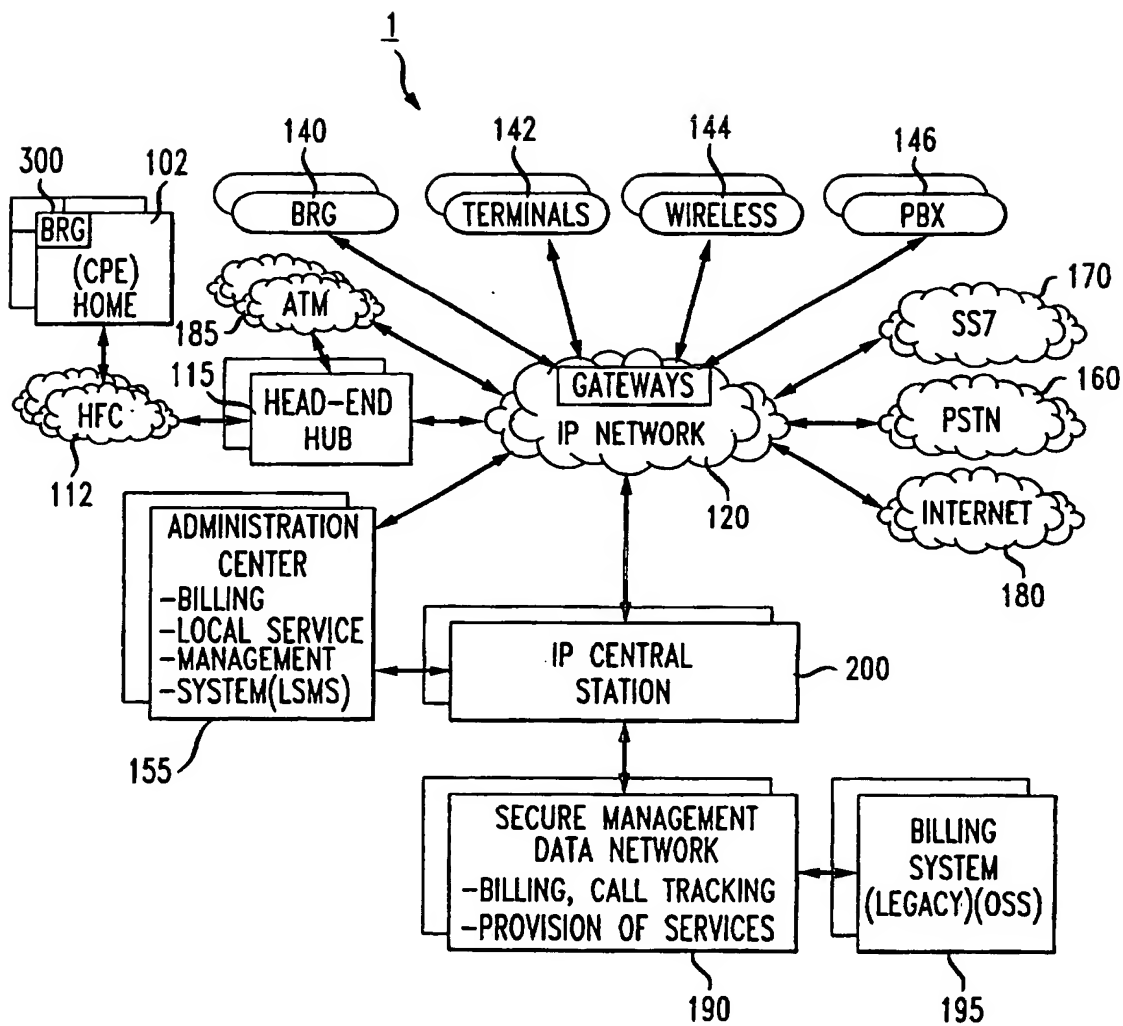 1
140
142
144
146
300
102
BRG
(CPE)
HOME
BRG
TERMINALS
WIRELESS
PBX
ATM
185
170
SS7
115
HFC
112
HEAD-END
HUB
GATEWAYS
IP NETWORK
120
160
PSTN
INTERNET
180
ADMINISTRATION
CENTER
-BILLING
-LOCAL SERVICE
-MANAGEMENT
-SYSTEM(LSMS)
155
IP CENTRAL
STATION
200
SECURE MANAGEMENT
DATA NETWORK
-BILLING, CALL TRACKING
-PROVISION OF SERVICES
190
BILLING
SYSTEM
(LEGACY)(OSS)
195